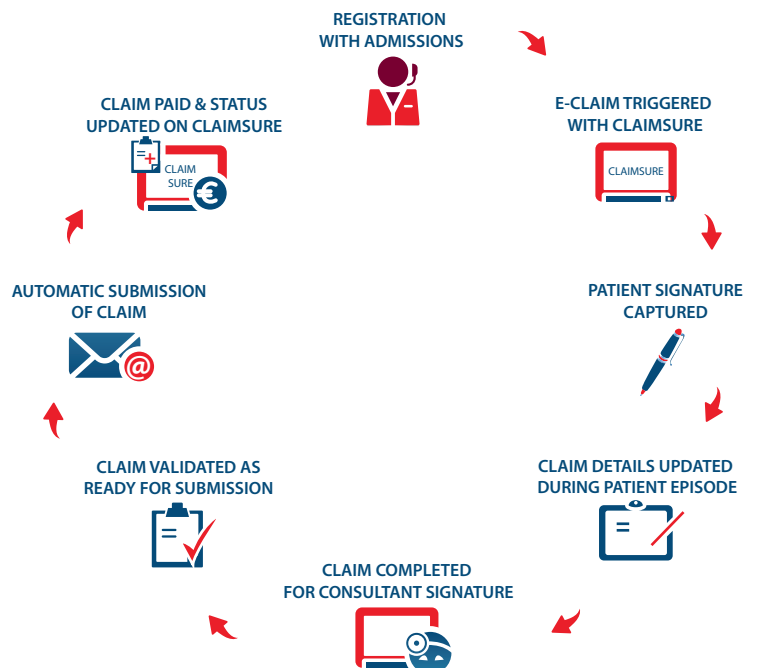 REGISTRATION
WITH ADMISSIONS
E-CLAIM TRIGGERED
WITH CLAIMSURE
CLAIMSURE
PATIENT SIGNATURE
CAPTURED
CLAIM DETAILS UPDATED
DURING PATIENT EPISODE
CLAIM COMPLETED
FOR CONSULTANT SIGNATURE
CLAIM VALIDATED AS
READY FOR SUBMISSION
AUTOMATIC SUBMISSION
OF CLAIM
@
CLAIM PAID & STATUS
UPDATED ON CLAIMSURE
CLAIM
SURE
€